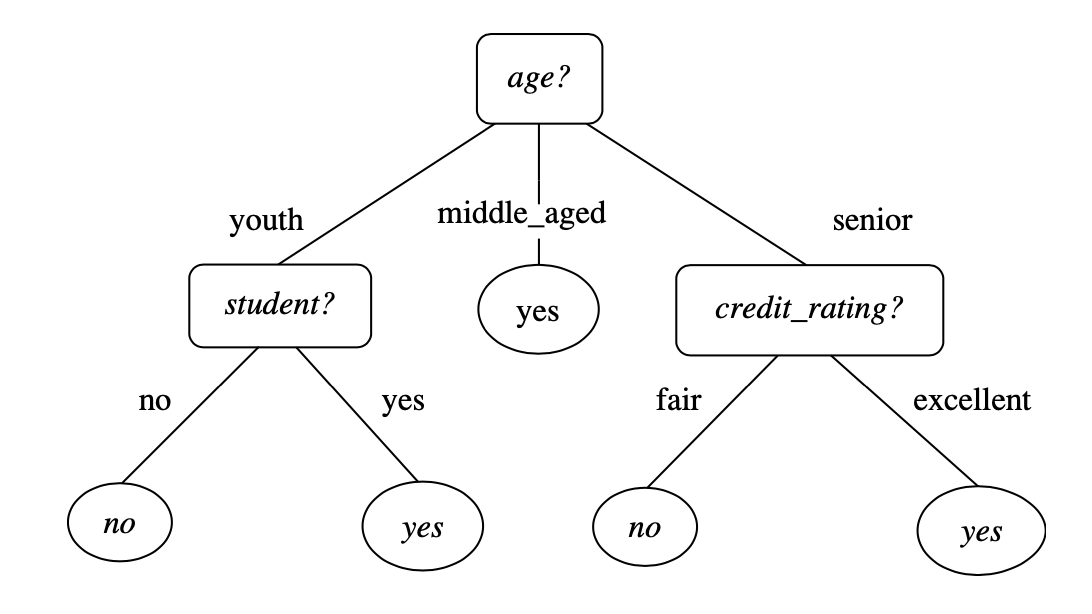 age?
youth
middle_aged
senior
student?
yes
credit_rating?
no
yes
fair
excellent
no
yes
no
yes